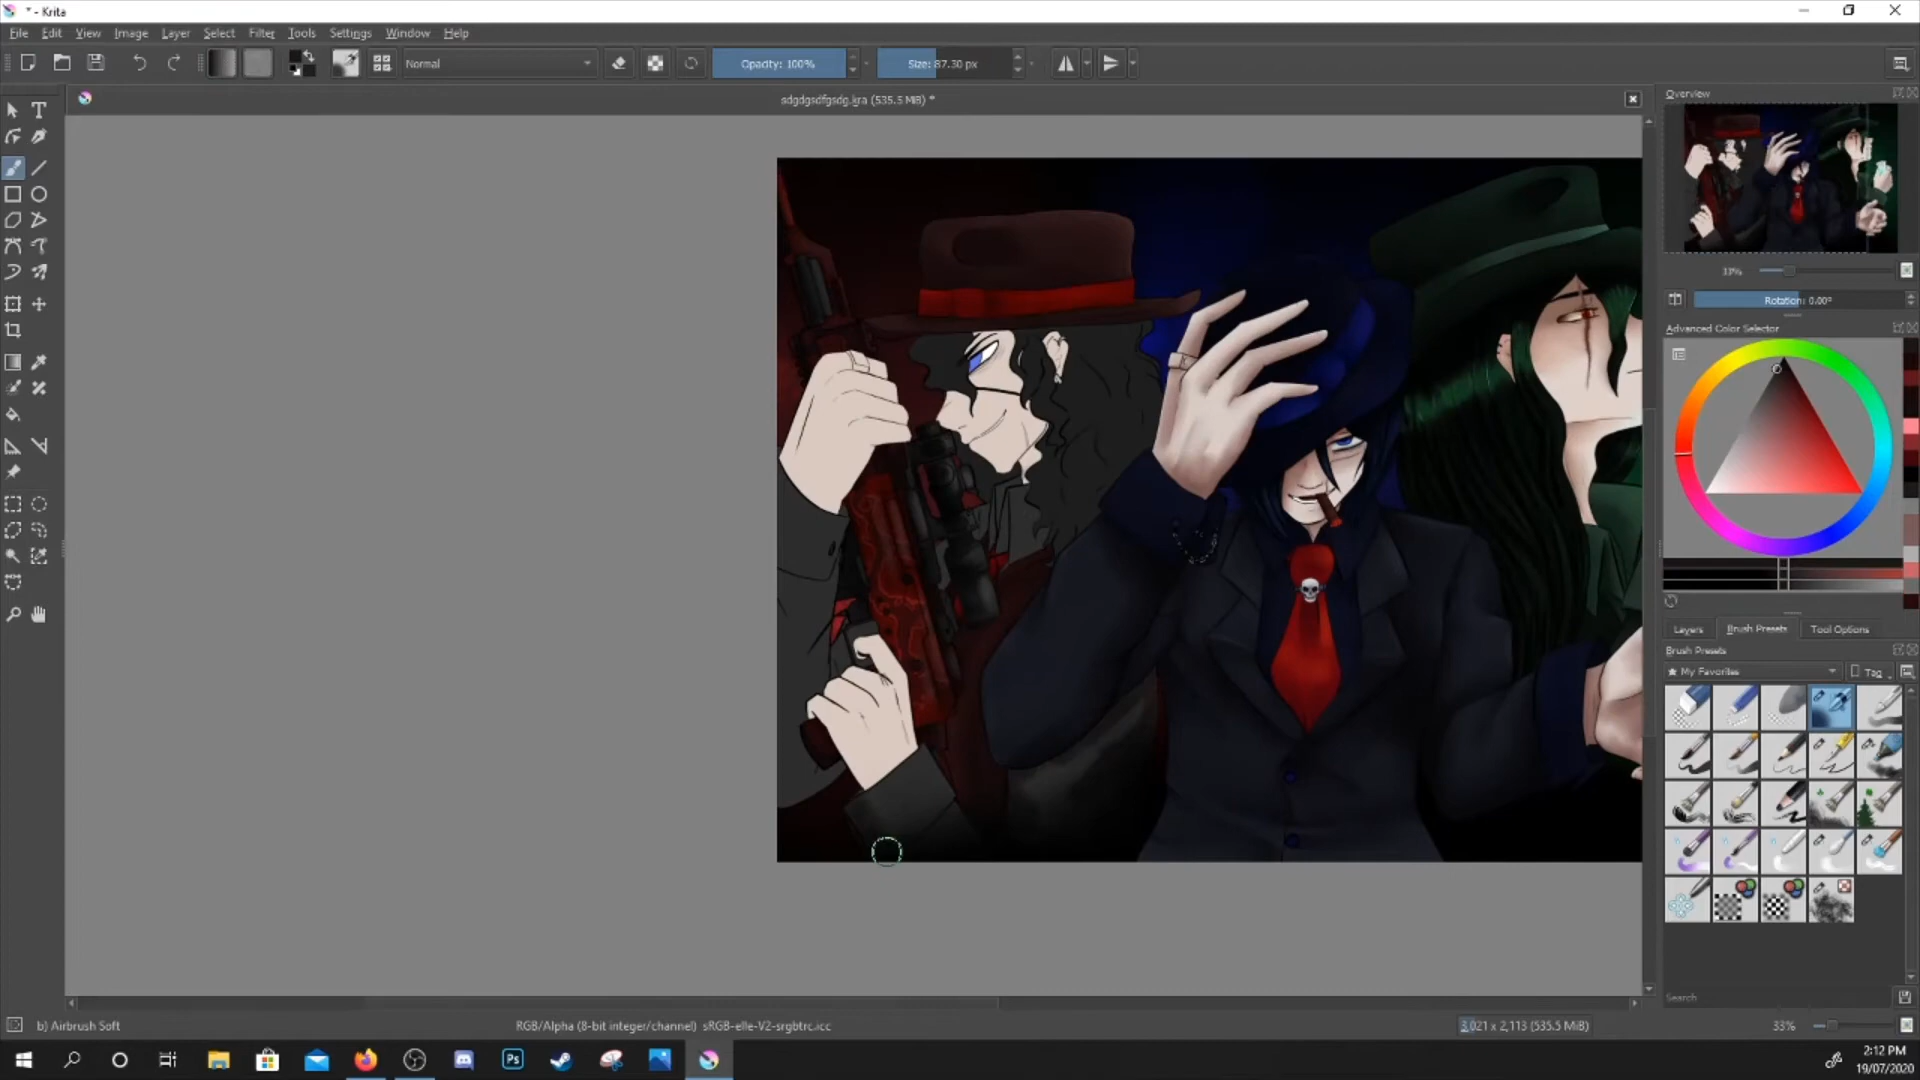 * - Krita
File Edit View Image Layer Select Filter Tools Settings Window Help
Normal Opacity: 100% Size: 87.30 px
sdgdgsdfgsdg.kra (535.5 MiB) *
Overview
33%
Rotation: 0.00°
Advanced Color Selector
Layers Brush Presets Tool Options
Brush Presets
★ My Favorites Tag
Search
b) Airbrush Soft RGB/Alpha (8-bit integer/channel) sRGB-elle-V2-srgbtrc.icc 3,021 x 2,113 (535.5 MiB) 33%
Ps
2:12 PM
19/07/2020